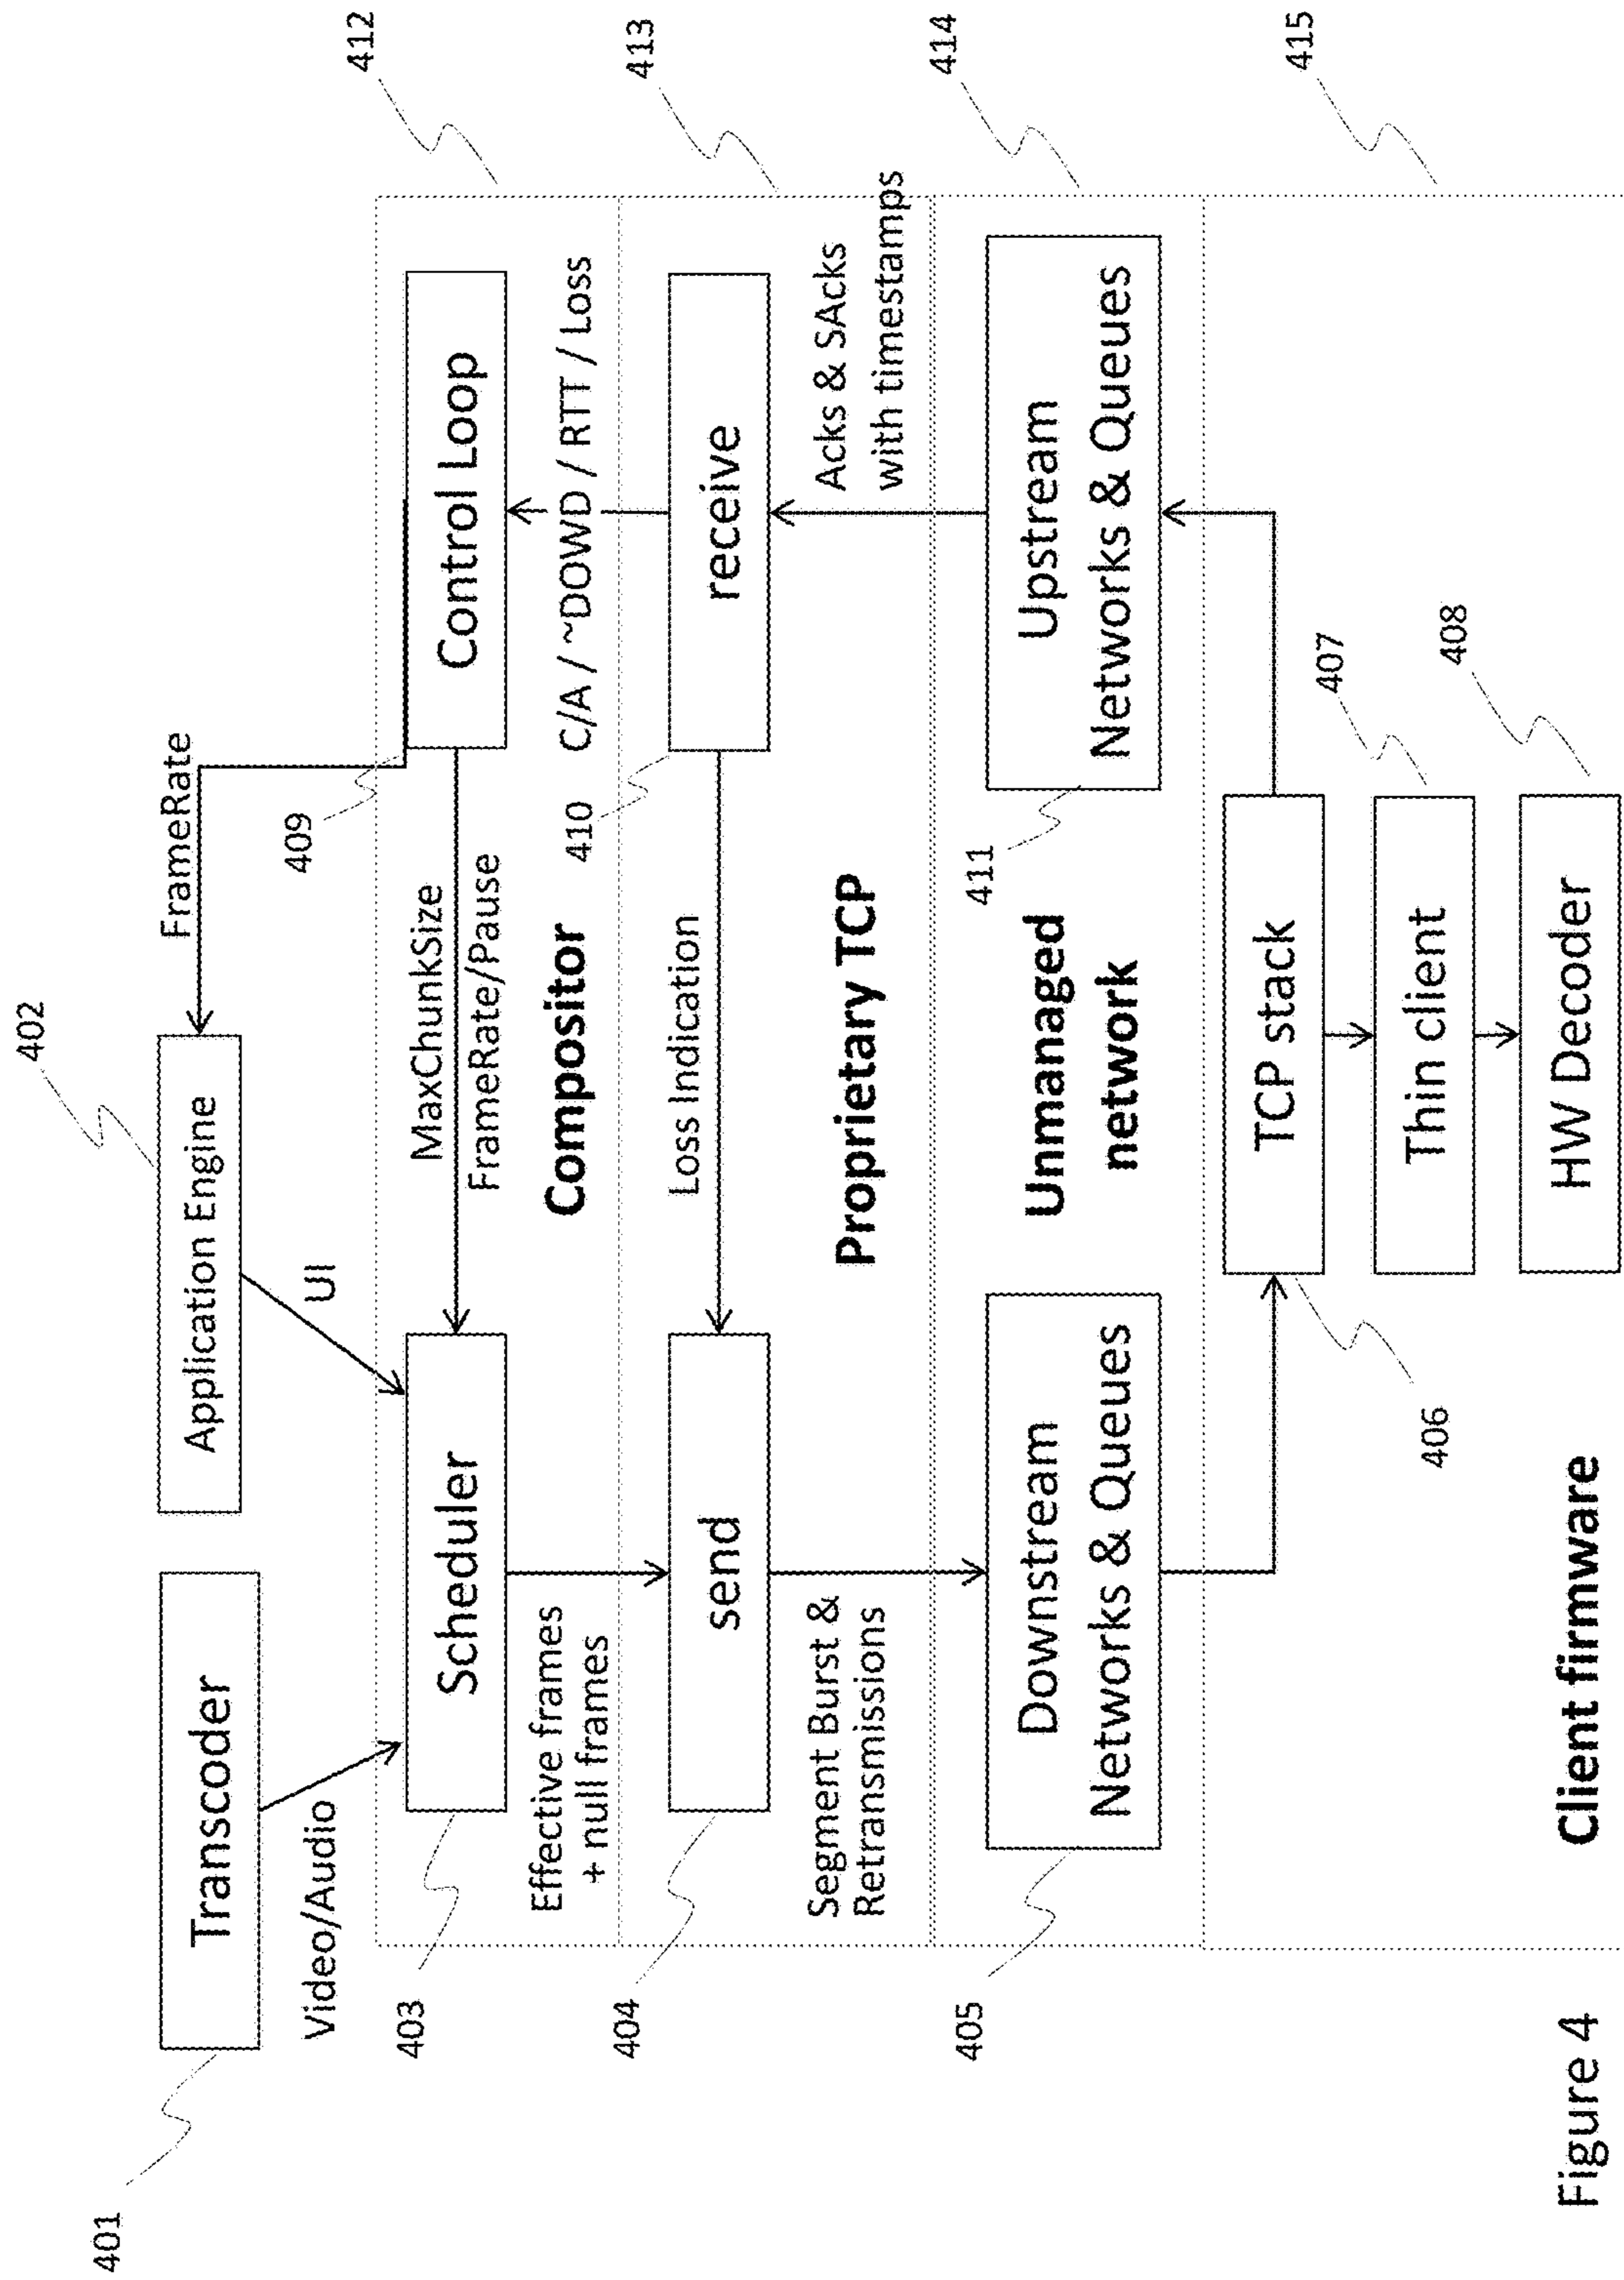 401
Transcoder
402
Application Engine
FrameRate
Video/Audio
UI
409
412
403
Scheduler
MaxChunkSize
FrameRate/Pause
Control Loop
Effective frames
+ null frames
Compositor
410
C/A / ~DOWD / RTT / Loss
413
404
send
Loss Indication
receive
Segment Burst &
Retransmissions
Proprietary TCP
Acks & SAcks
with timestamps
414
405
Downstream
Networks & Queues
Unmanaged
network
411
Upstream
Networks & Queues
415
406
TCP stack
407
Thin client
408
HW Decoder
Client firmware
Figure 4